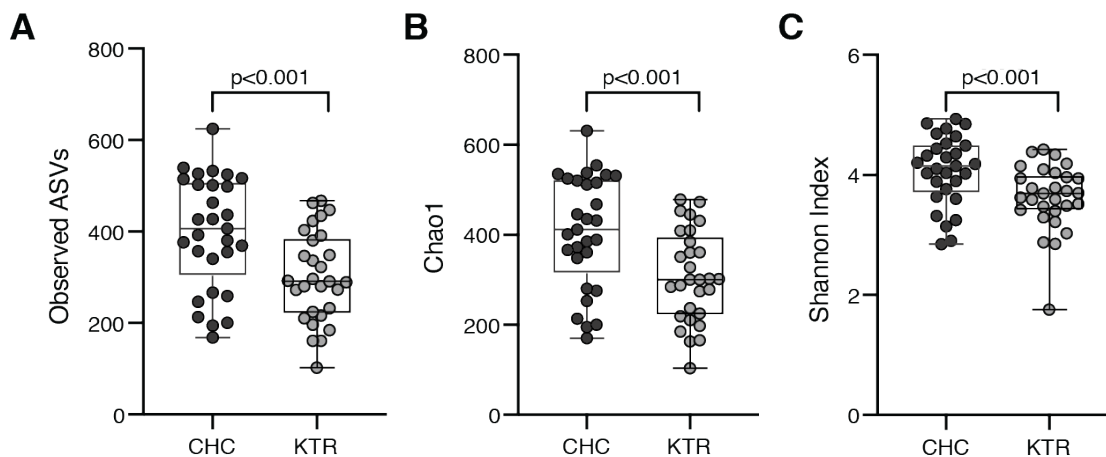 A
Observed ASVs
800
600
400
200
0
p<0.001
CHC
KTR
B
Chao1
800
600
400
200
0
p<0.001
CHC
KTR
C
Shannon Index
6
4
2
0
p<0.001
CHC
KTR